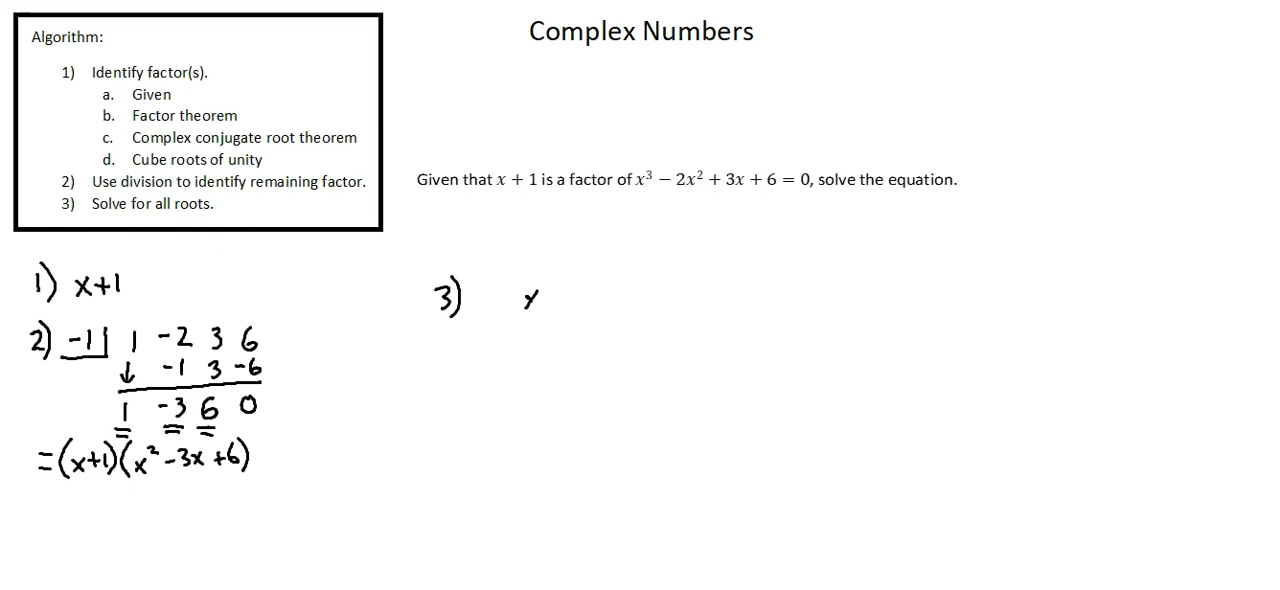 Complex Numbers
Algorithm:
1) Identify factor(s).
a. Given
b. Factor theorem
c. Complex conjugate root theorem
d. Cube roots of unity
2) Use division to identify remaining factor.
3) Solve for all roots.
Given that x + 1 is a factor of x³ − 2x² + 3x + 6 = 0, solve the equation.
1) x+1
2) -1| 1 -2 3 6
↓ -1 3 -6
1 -3 6 0
=(x+1)(x²-3x+6)
3) x